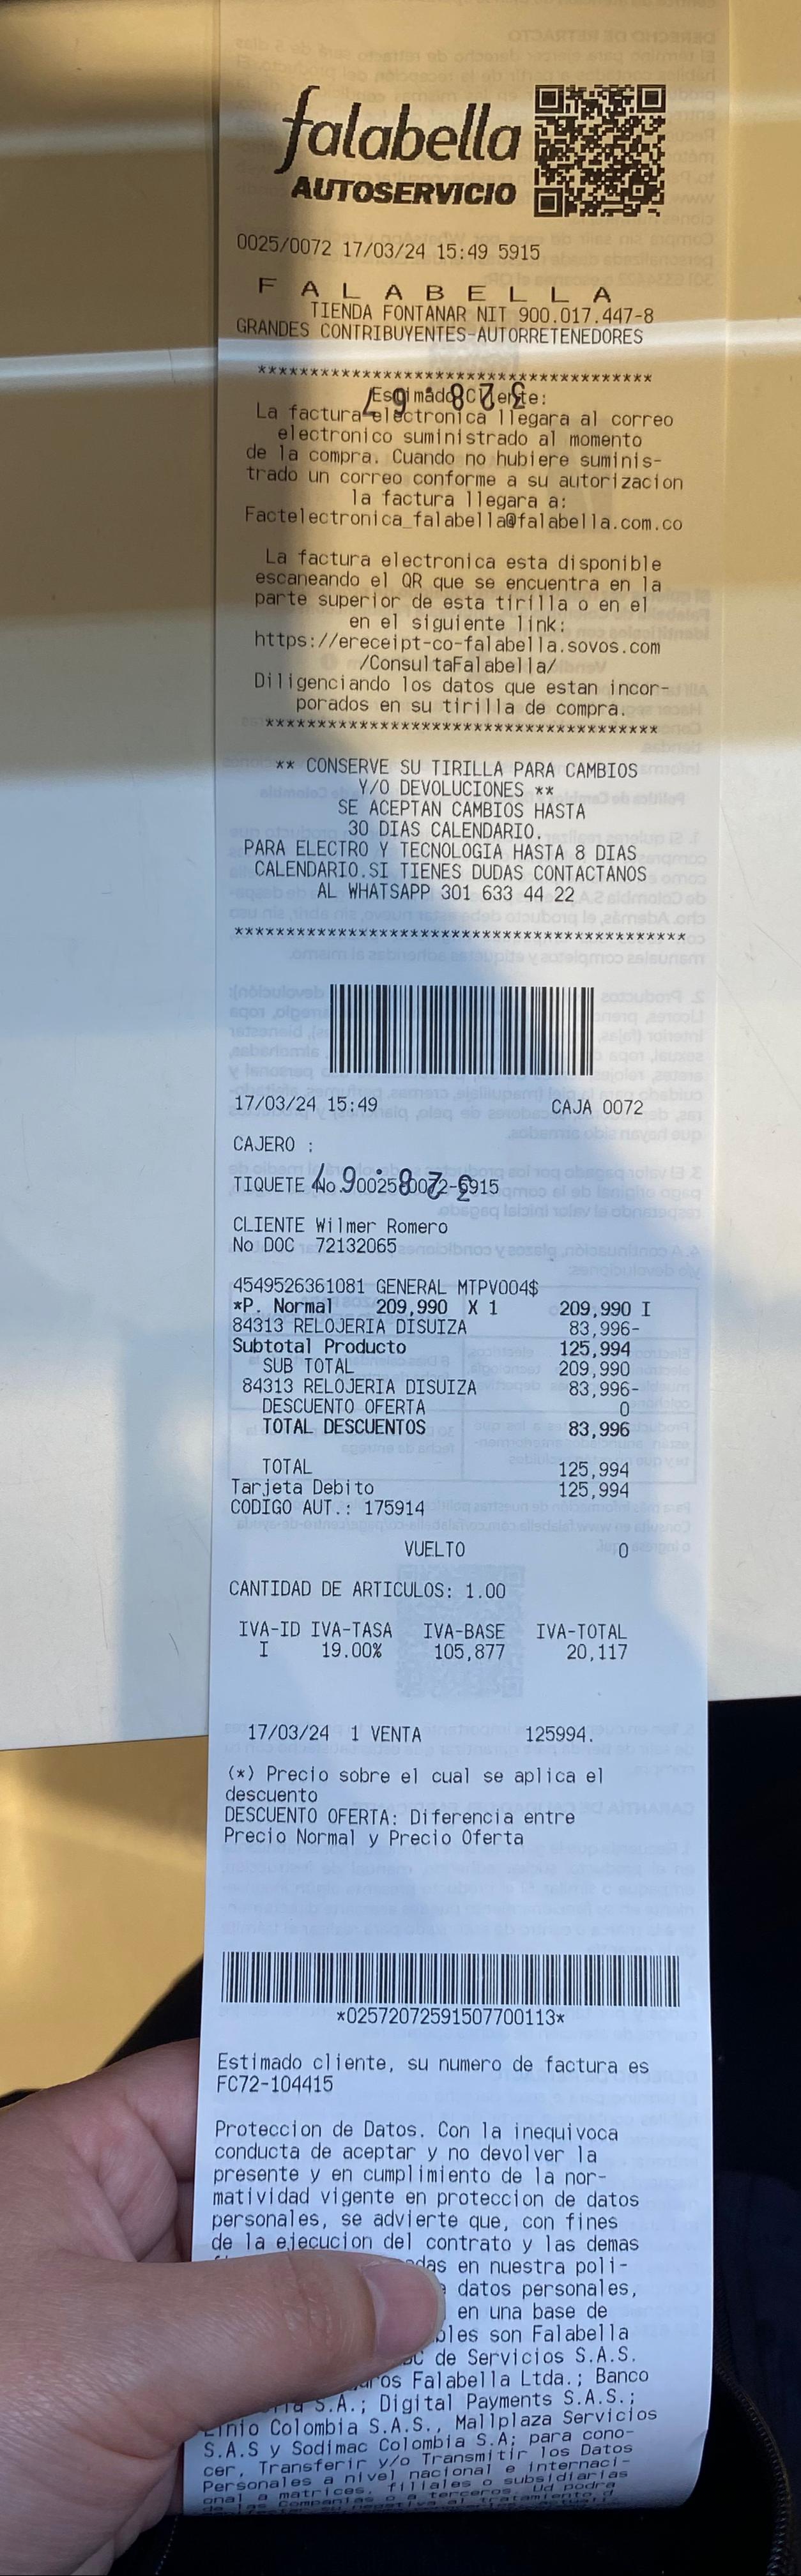 falabella
AUTOSERVICIO
0025/0072 17/03/24 15:49 5915
F A L A B E L L A
TIENDA FONTANAR NIT 900.017.447-8
GRANDES CONTRIBUYENTES-AUTORRETENEDORES
**************************************
Estimado Cliente:
La factura electronica llegara al correo
electronico suministrado al momento
de la compra. Cuando no hubiere suminis-
trado un correo conforme a su autorizacion
la factura llegara a:
Factelectronica_falabella@falabella.com.co
La factura electronica esta disponible
escaneando el QR que se encuentra en la
parte superior de esta tirilla o en el
en el siguiente link:
https://ereceipt-co-falabella.sovos.com
/ConsultaFalabella/
Diligenciando los datos que estan incor-
porados en su tirilla de compra.
**************************************
** CONSERVE SU TIRILLA PARA CAMBIOS
Y/O DEVOLUCIONES **
SE ACEPTAN CAMBIOS HASTA
30 DIAS CALENDARIO.
PARA ELECTRO Y TECNOLOGIA HASTA 8 DIAS
CALENDARIO.SI TIENES DUDAS CONTACTANOS
AL WHATSAPP 301 633 44 22
********************************************
17/03/24 15:49 CAJA 0072
CAJERO :
TIQUETE No. 0025-0072-5915
CLIENTE Wilmer Romero
No DOC 72132065
4549526361081 GENERAL MTPV004$
*P. Normal 209,990 X 1 209,990 I
84313 RELOJERIA DISUIZA 83,996-
Subtotal Producto 125,994
SUB TOTAL 209,990
84313 RELOJERIA DISUIZA 83,996-
DESCUENTO OFERTA 0
TOTAL DESCUENTOS 83,996
TOTAL 125,994
Tarjeta Debito 125,994
CODIGO AUT.: 175914
VUELTO 0
CANTIDAD DE ARTICULOS: 1.00
IVA-ID IVA-TASA IVA-BASE IVA-TOTAL
I 19.00% 105,877 20,117
17/03/24 1 VENTA 125994.
(*) Precio sobre el cual se aplica el
descuento
DESCUENTO OFERTA: Diferencia entre
Precio Normal y Precio Oferta
*02572072591507700113*
Estimado cliente, su numero de factura es
FC72-104415
Proteccion de Datos. Con la inequivoca
conducta de aceptar y no devolver la
presente y en cumplimiento de la nor-
matividad vigente en proteccion de datos
personales, se advierte que, con fines
de la ejecucion del contrato y las demas
en nuestra poli-
datos personales,
en una base de
son Falabella
de Servicios S.A.S.
Falabella Ltda.; Banco
S.A.; Digital Payments S.A.S.;
Linio Colombia S.A.S., Mallplaza Servicios
S.A.S y Sodimac Colombia S.A; para cono-
cer, Transferir y/o Transmitir los Datos
Personales a nivel nacional e internaci-
onal a matrices, filiales o subsidiarias
de las Companias o a terceros. Ud podra